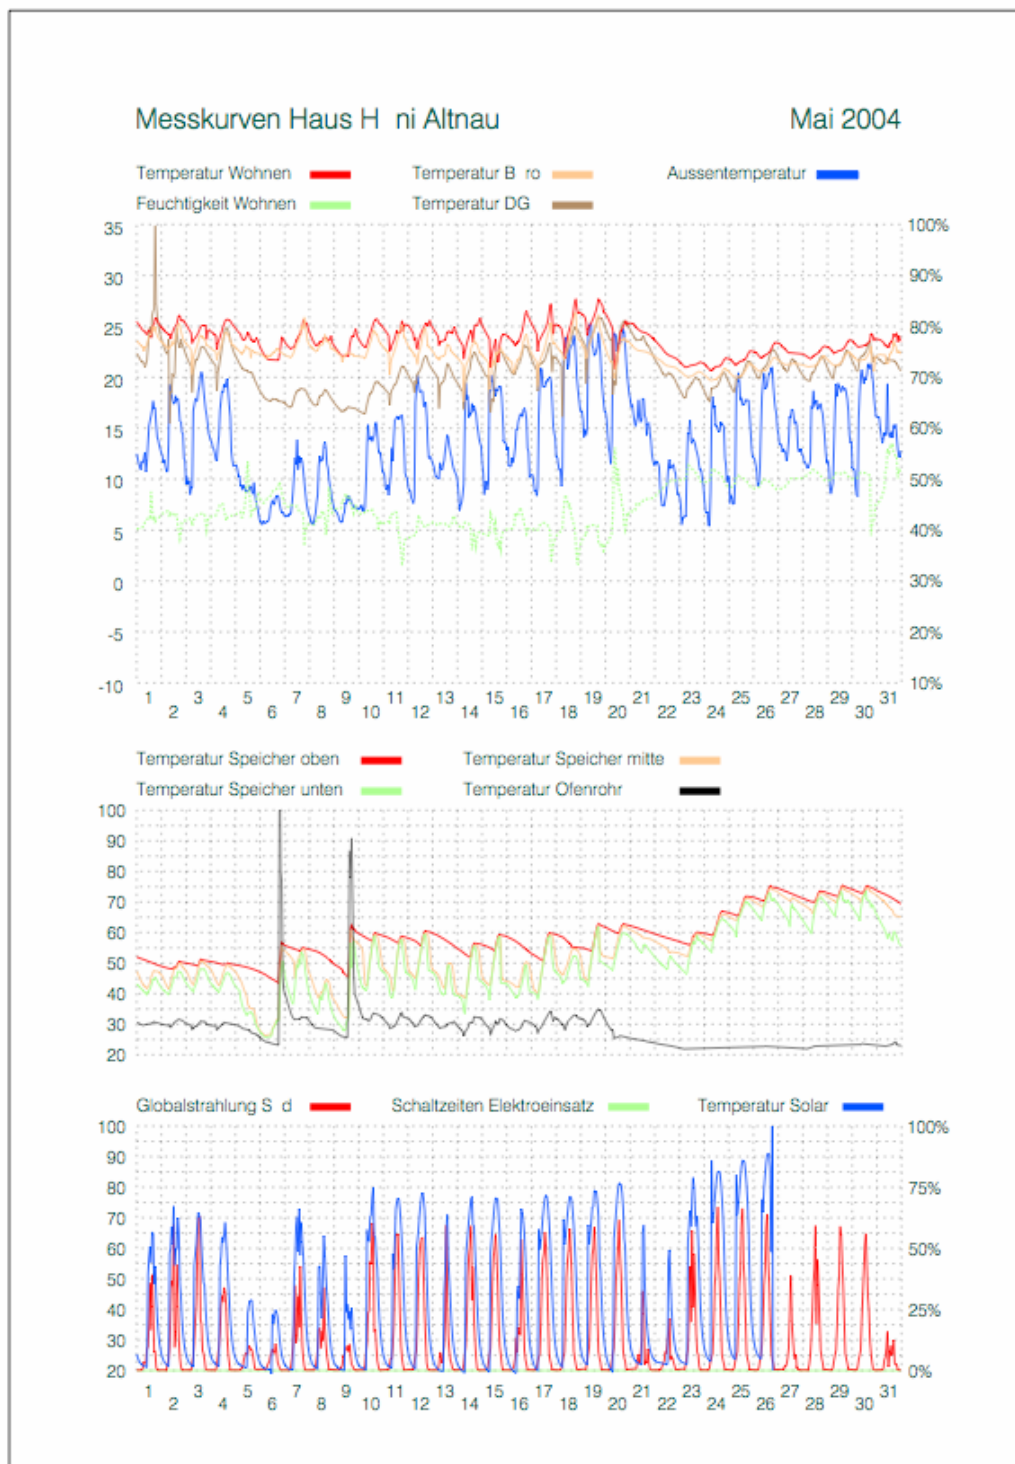 Messkurven Haus H ni Altnau Mai 2004
Temperatur Wohnen Temperatur B ro Aussentemperatur
Feuchtigkeit Wohnen Temperatur DG
35 100%
30 90%
25 80%
20 70%
15 60%
10 50%
5 40%
0 30%
-5 20%
-10 10%
1 3 5 7 9 11 13 15 17 19 21 23 25 27 29 31
2 4 6 8 10 12 14 16 18 20 22 24 26 28 30
Temperatur Speicher oben Temperatur Speicher mitte
Temperatur Speicher unten Temperatur Ofenrohr
100
90
80
70
60
50
40
30
20
Globalstrahlung S d Schaltzeiten Elektroeinsatz Temperatur Solar
100 100%
90
80 75%
70
60 50%
50
40 25%
30
20 0%
1 3 5 7 9 11 13 15 17 19 21 23 25 27 29 31
2 4 6 8 10 12 14 16 18 20 22 24 26 28 30